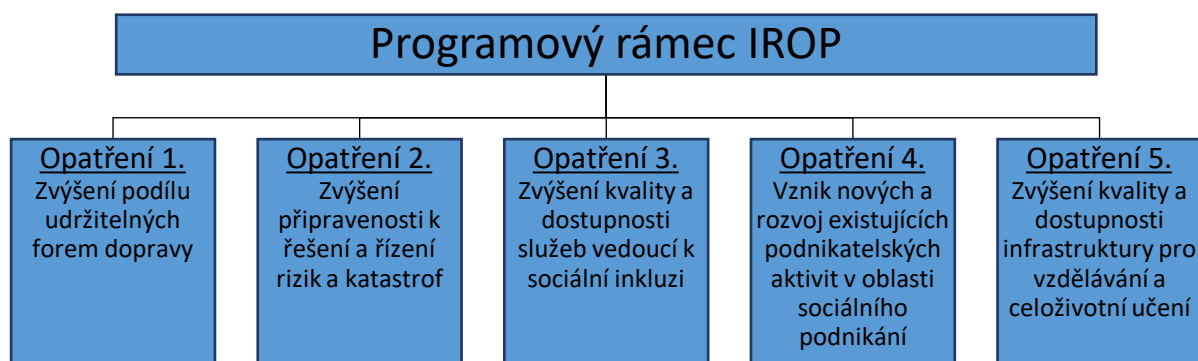 Programový rámec IROP
Opatření 1.
Zvýšení podílu
udržitelných
forem dopravy
Opatření 2.
Zvýšení
připravenosti k
řešení a řízení
rizik a katastrof
Opatření 3.
Zvýšení kvality a
dostupnosti
služeb vedoucí k
sociální inkluzi
Opatření 4.
Vznik nových a
rozvoj existujících
podnikatelských
aktivit v oblasti
sociálního
podnikání
Opatření 5.
Zvýšení kvality a
dostupnosti
infrastruktury pro
vzdělávání a
celoživotní učení